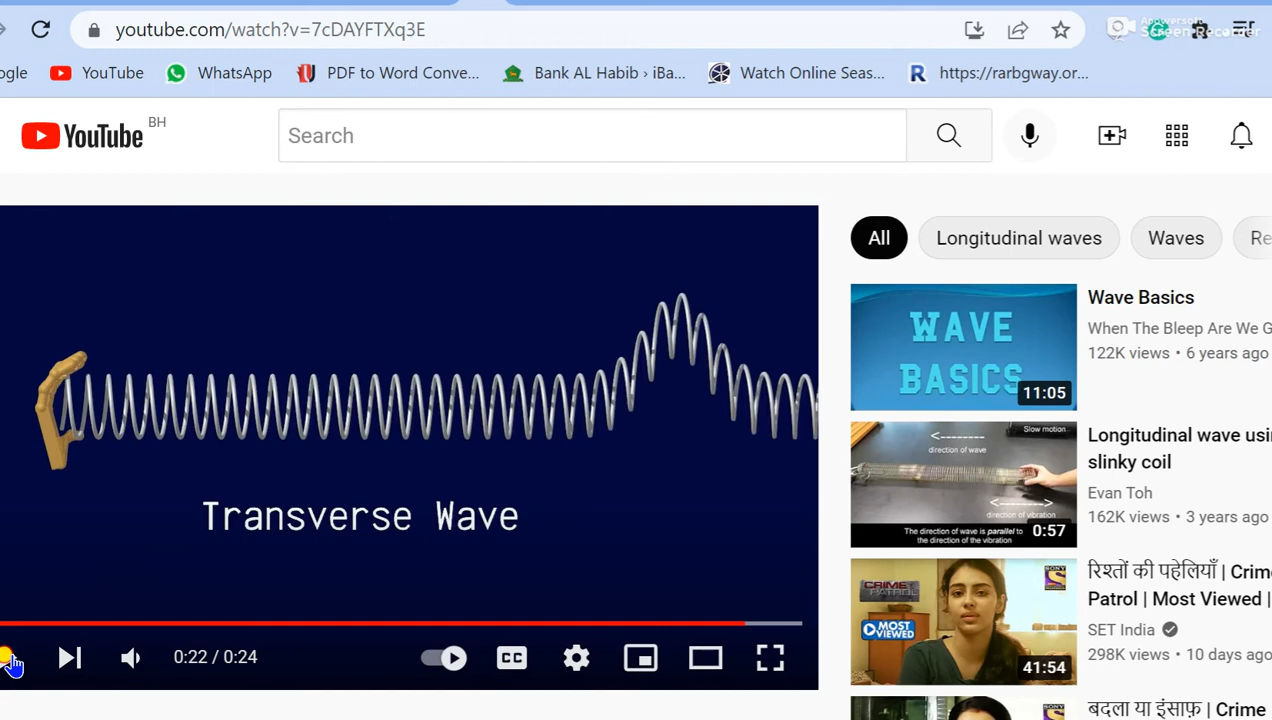 youtube.com/watch?v=7cDAYFTXq3E
Screen Recorder
ogle YouTube WhatsApp PDF to Word Conve... Bank AL Habib › iBa... Watch Online Seas... https://rarbgway.or...
YouTube BH
Search
All Longitudinal waves Waves Re
WAVE
BASICS
11:05
Wave Basics
When The Bleep Are We G
122K views • 6 years ago
Transverse Wave
Slow motion
direction of wave
direction of vibration
The direction of wave is parallel to
the direction of the vibration
0:57
Longitudinal wave usi
slinky coil
Evan Toh
162K views • 3 years ago
CRIME PATROL
MOST
VIEWED
SONY
41:54
रिश्तों की पहेलियाँ | Crime
Patrol | Most Viewed |
SET India
298K views • 10 days ago
0:22 / 0:24
CC
बदला या इंसाफ़ | Crime